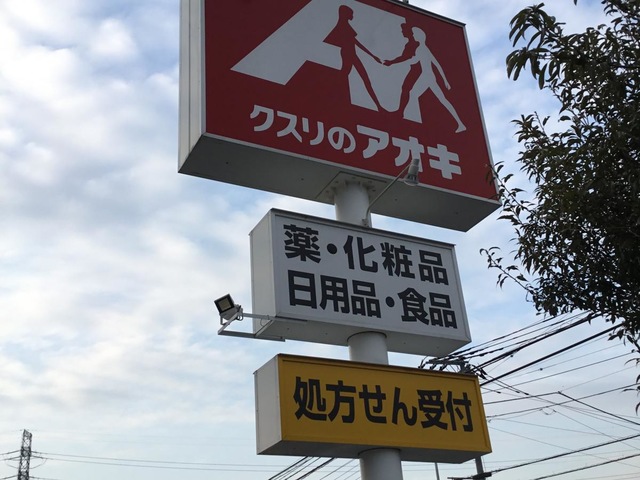 クスリのアオキ
薬・化粧品
日用品・食品
処方せん受付